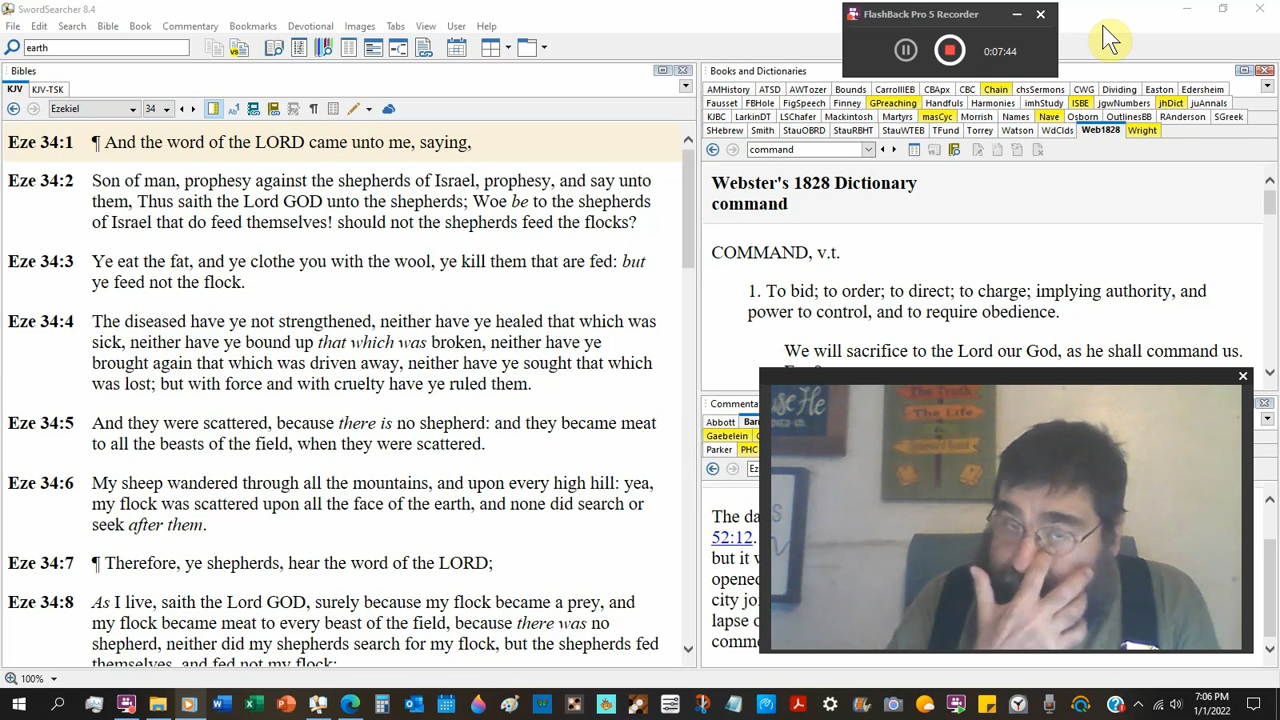 SwordSearcher
File Edit Search Bible Book Commentary Bookmarks Devotional Images Tabs View User Help
earth
FlashBack Pro 5 Recorder
00:07:44
Bibles
KJV KJV-TSK
Ezekiel 34
Eze 34:1 ¶ And the word of the LORD came unto me, saying,
Eze 34:2 Son of man, prophesy against the shepherds of Israel, prophesy, and say unto
them, Thus saith the Lord GOD unto the shepherds; Woe be to the shepherds
of Israel that do feed themselves! should not the shepherds feed the flocks?
Eze 34:3 Ye eat the fat, and ye clothe you with the wool, ye kill them that are fed: but
ye feed not the flock.
Eze 34:4 The diseased have ye not strengthened, neither have ye healed that which was
sick, neither have ye bound up that which was broken, neither have ye
brought again that which was driven away, neither have ye sought that which
was lost; but with force and with cruelty have ye ruled them.
Eze 34:5 And they were scattered, because there is no shepherd: and they became meat
to all the beasts of the field, when they were scattered.
Eze 34:6 My sheep wandered through all the mountains, and upon every high hill: yea,
my flock was scattered upon all the face of the earth, and none did search or
seek after them.
Eze 34:7 ¶ Therefore, ye shepherds, hear the word of the LORD;
Eze 34:8 As I live, saith the Lord GOD, surely because my flock became a prey, and
my flock became meat to every beast of the field, because there was no
shepherd, neither did my shepherds search for my flock, but the shepherds fed
themselves, and fed not my flock;
100%
Books and Dictionaries
AMHistory ATSD AWTozer Bounds CarrollEB CBApx CBC Chain chsSermons CWG Dividing Easton Edersheim
Fausset FBHole FigSpeech Finney GPreaching Handfuls Harmonies imhStudy ISBE jgwNumbers jhDict juAnnals
KJBC LarkinDT LSChafer Mackintosh Martyrs masCyc Morrish Names Nave Osborn OutlinesBB RAnderson SGreek
SHebrew Smith StauOBRD StauRBHT StauWTEB TFund Torrey Watson WdClds Web1828 Wright
command
Webster's 1828 Dictionary
command
COMMAND, v.t.
1. To bid; to order; to direct; to charge; implying authority, and
power to control, and to require obedience.
We will sacrifice to the Lord our God, as he shall command us.
Commenta
Abbott Bar
Gaebelein
Parker PHC
Ez
The da
52:12.
but it w
opened
city jo
lapse o
comme
use He
The Truth
The Life
7:06 PM
1/1/2022